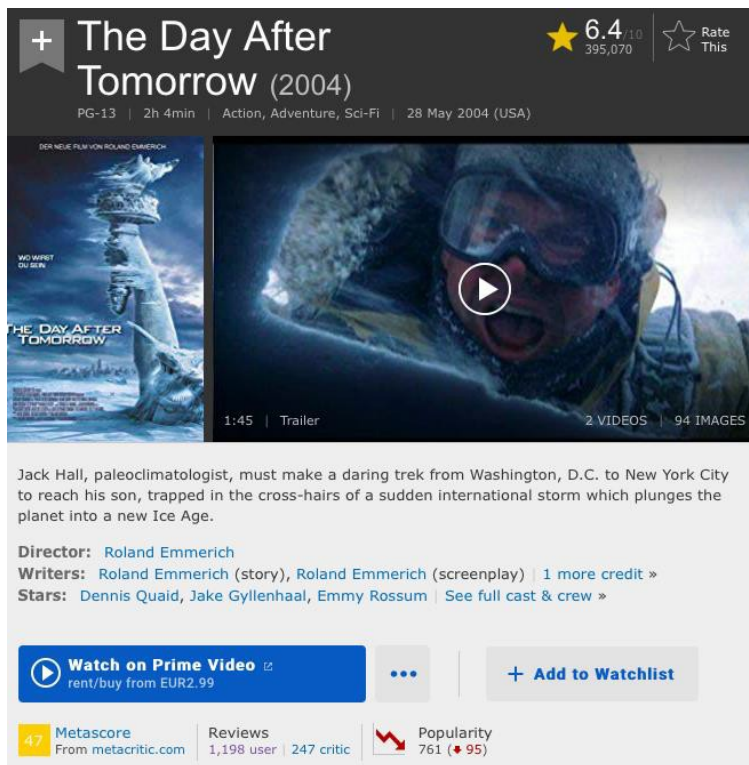 + The Day After
Tomorrow (2004)
6.4/10
395,070
Rate
This
PG-13 | 2h 4min | Action, Adventure, Sci-Fi | 28 May 2004 (USA)
DER NEUE FILM VON ROLAND EMMERICH
WO WIRST
DU SEIN
THE DAY AFTER
TOMORROW
1:45 | Trailer
2 VIDEOS | 94 IMAGES
Jack Hall, paleoclimatologist, must make a daring trek from Washington, D.C. to New York City
to reach his son, trapped in the cross-hairs of a sudden international storm which plunges the
planet into a new Ice Age.
Director: Roland Emmerich
Writers: Roland Emmerich (story), Roland Emmerich (screenplay) | 1 more credit »
Stars: Dennis Quaid, Jake Gyllenhaal, Emmy Rossum | See full cast & crew »
Watch on Prime Video
rent/buy from EUR2.99
•••
+ Add to Watchlist
47
Metascore
From metacritic.com
Reviews
1,198 user | 247 critic
Popularity
761 (95)